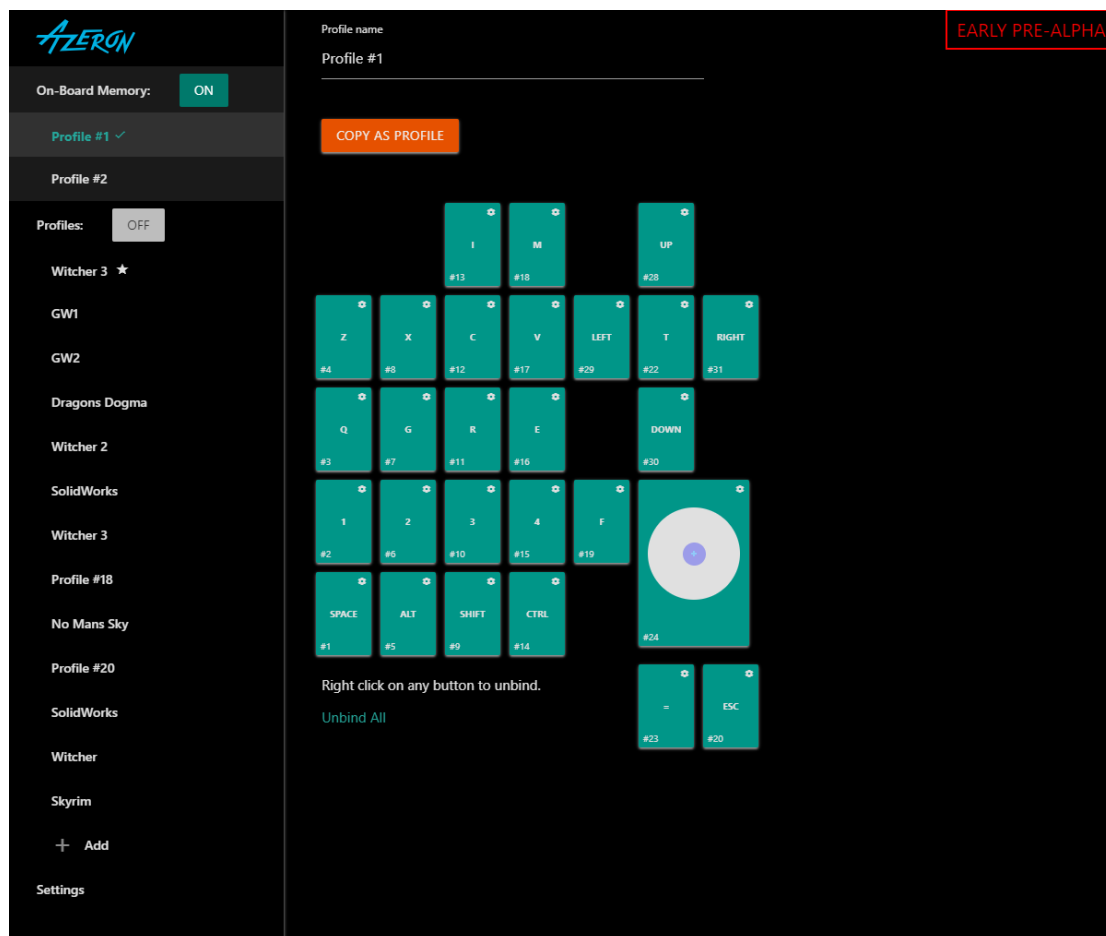 AZERON
On-Board Memory: ON
Profile #1
Profile #2
Profiles: OFF
Witcher 3
GW1
GW2
Dragons Dogma
Witcher 2
SolidWorks
Witcher 3
Profile #18
No Mans Sky
Profile #20
SolidWorks
Witcher
Skyrim
+ Add
Settings
Profile name
Profile #1
EARLY PRE-ALPHA
COPY AS PROFILE
I M UP
#13 #18 #28
Z X C V LEFT T RIGHT
#4 #8 #12 #17 #29 #22 #31
Q G R E DOWN
#3 #7 #11 #16 #30
1 2 3 4 F
#2 #6 #10 #15 #19
+
SPACE ALT SHIFT CTRL
#24
#1 #5 #9 #14
Right click on any button to unbind.
Unbind All
= ESC
#23 #20